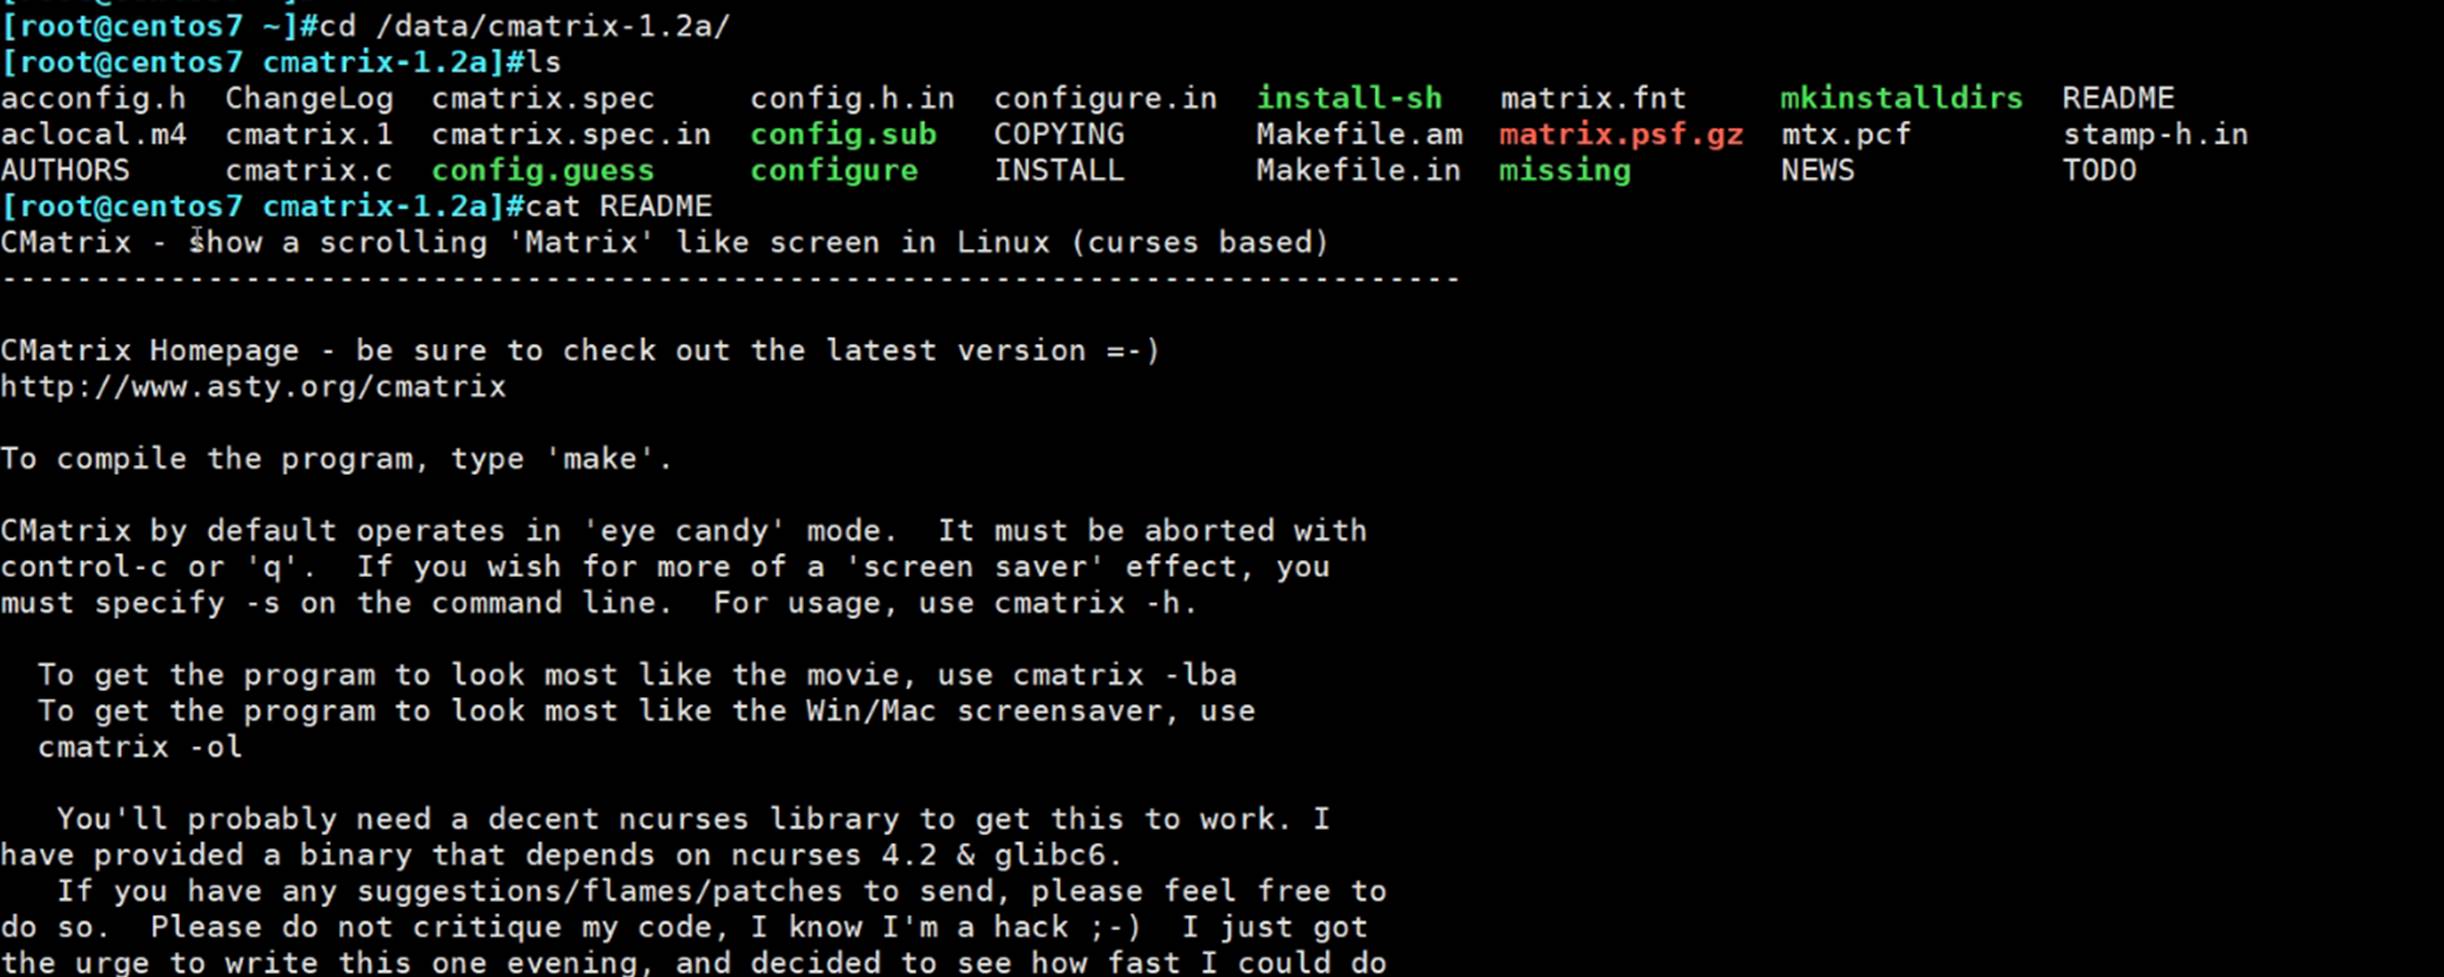 [root@centos7 ~]#cd /data/cmatrix-1.2a/
[root@centos7 cmatrix-1.2a]#ls
acconfig.h  ChangeLog  cmatrix.spec     config.h.in  configure.in  install-sh   matrix.fnt     mkinstalldirs  README
aclocal.m4  cmatrix.1  cmatrix.spec.in  config.sub   COPYING       Makefile.am  matrix.psf.gz  mtx.pcf        stamp-h.in
AUTHORS     cmatrix.c  config.guess     configure    INSTALL       Makefile.in  missing        NEWS           TODO
[root@centos7 cmatrix-1.2a]#cat README
CMatrix - show a scrolling 'Matrix' like screen in Linux (curses based)
------------------------------------------------------------------------------
CMatrix Homepage - be sure to check out the latest version =-)
http://www.asty.org/cmatrix
To compile the program, type 'make'.
CMatrix by default operates in 'eye candy' mode.  It must be aborted with
control-c or 'q'.  If you wish for more of a 'screen saver' effect, you
must specify -s on the command line.  For usage, use cmatrix -h.
  To get the program to look most like the movie, use cmatrix -lba
  To get the program to look most like the Win/Mac screensaver, use
  cmatrix -ol
   You'll probably need a decent ncurses library to get this to work. I
have provided a binary that depends on ncurses 4.2 & glibc6.
   If you have any suggestions/flames/patches to send, please feel free to
do so.  Please do not critique my code, I know I'm a hack ;-)  I just got
the urge to write this one evening, and decided to see how fast I could do